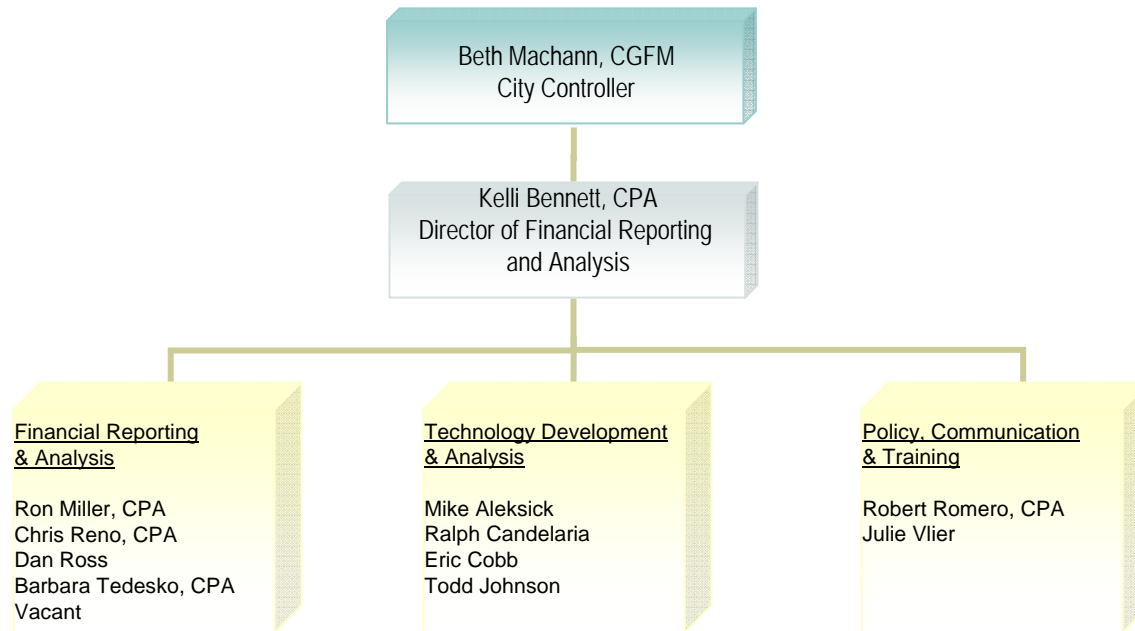 Beth Machann, CGFM
City Controller
Kelli Bennett, CPA
Director of Financial Reporting
and Analysis
Financial Reporting
& Analysis
Ron Miller, CPA
Chris Reno, CPA
Dan Ross
Barbara Tedesko, CPA
Vacant
Technology Development
& Analysis
Mike Aleksick
Ralph Candelaria
Eric Cobb
Todd Johnson
Policy, Communication
& Training
Robert Romero, CPA
Julie Vlier